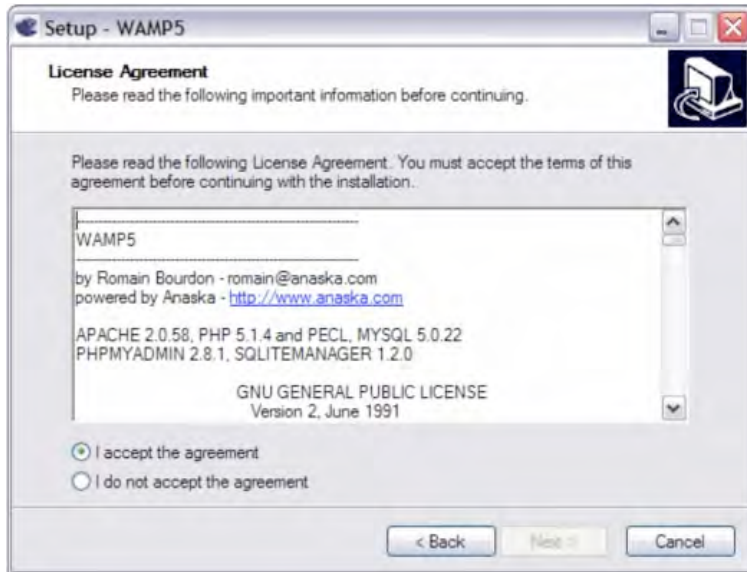 Setup - WAMP5
License Agreement
Please read the following important information before continuing.
Please read the following License Agreement. You must accept the terms of this
agreement before continuing with the installation.
WAMP5
by Romain Bourdon - romain@anaska.com
powered by Anaska - http://www.anaska.com
APACHE 2.0.58, PHP 5.1.4 and PECL, MYSQL 5.0.22
PHPMYADMIN 2.8.1, SQLITEMANAGER 1.2.0
GNU GENERAL PUBLIC LICENSE
Version 2, June 1991
I accept the agreement
I do not accept the agreement
< Back
Next >
Cancel